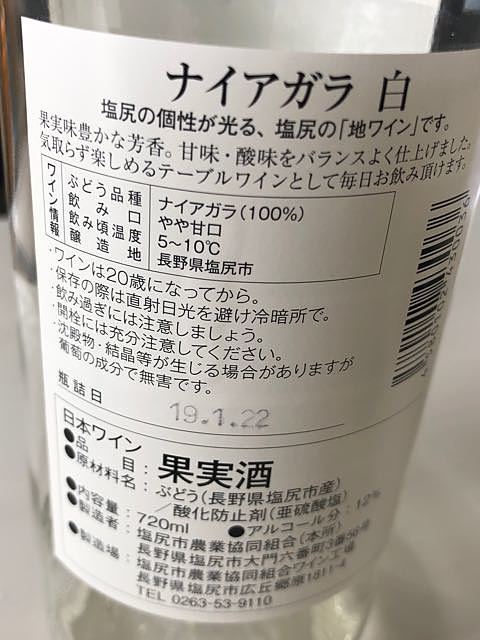 ナイアガラ 白
塩尻の個性が光る、塩尻の「地ワイン」です。
果実味豊かな芳香。甘味・酸味をバランスよく仕上げました。
気取らず楽しめるテーブルワインとして毎日お飲み頂けます。
ワイン情報
ぶどう品種 ナイアガラ(100%)
飲み口 やや甘口
飲み頃温度 5~10℃
醸造地 長野県塩尻市
・ワインは20歳になってから。
・保存の際は直射日光を避け冷暗所で。
・飲み過ぎには注意しましょう。
・開栓には充分注意してください。
・沈殿物・結晶等が生じる場合がありますが
葡萄の成分で無害です。
瓶詰日 19.1.22
日本ワイン
●品目:果実酒
●原材料名:ぶどう(長野県塩尻市産)
/酸化防止剤(亜硫酸塩)
●内容量:720ml ●アルコール分:12%
●製造者:塩尻市農業協同組合(本所)
長野県塩尻市大門六番町3番56号
●製造場:塩尻市農業協同組合ワイン工場
長野県塩尻市広丘郷原1811-4
TEL 0263-53-9110